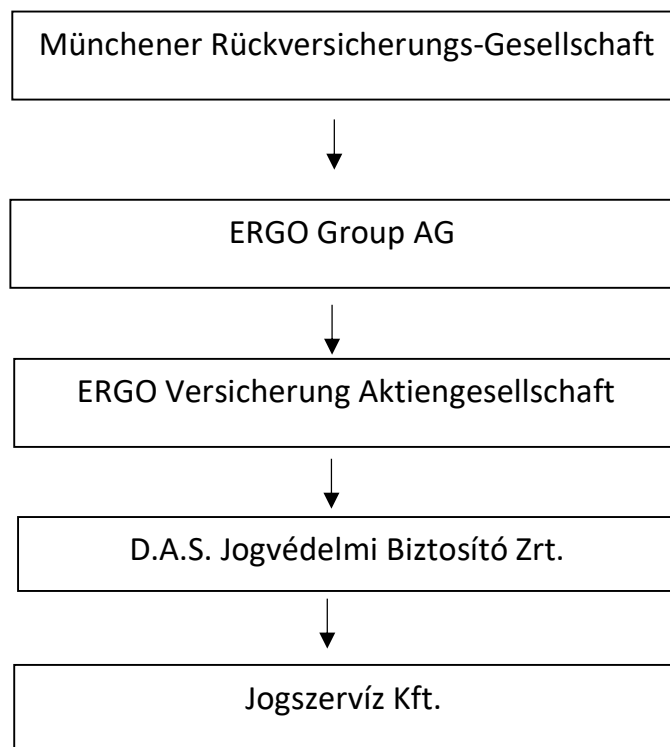 Münchener Rückversicherungs-Gesellschaft
ERGO Group AG
ERGO Versicherung Aktiengesellschaft
D.A.S. Jogvédelmi Biztosító Zrt.
Jogszervíz Kft.